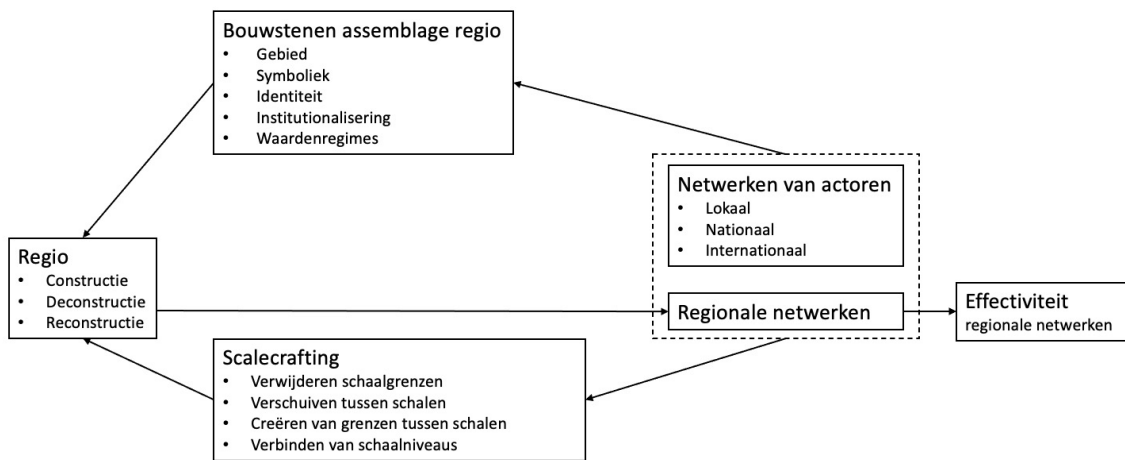 Bouwstenen assemblage regio
• Gebied
• Symboliek
• Identiteit
• Institutionalisering
• Waardenregimes
Netwerken van actoren
• Lokaal
• Nationaal
• Internationaal
Regio
• Constructie
• Deconstructie
• Reconstructie
Regionale netwerken
Effectiviteit
regionale netwerken
Scalecrafting
• Verwijderen schaalgrenzen
• Verschuiven tussen schalen
• Creëren van grenzen tussen schalen
• Verbinden van schaalniveaus